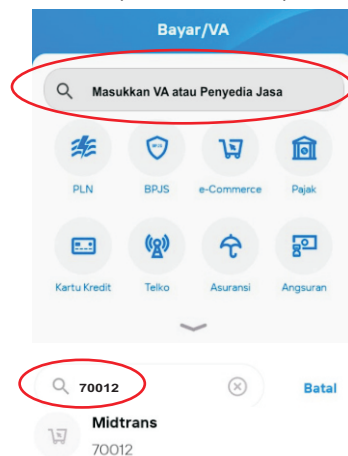 Bayar/VA
Masukkan VA atau Penyedia Jasa
PLN BPJS e-Commerce Pajak
Kartu Kredit Telko Asuransi Angsuran
70012 Batal
Midtrans
70012